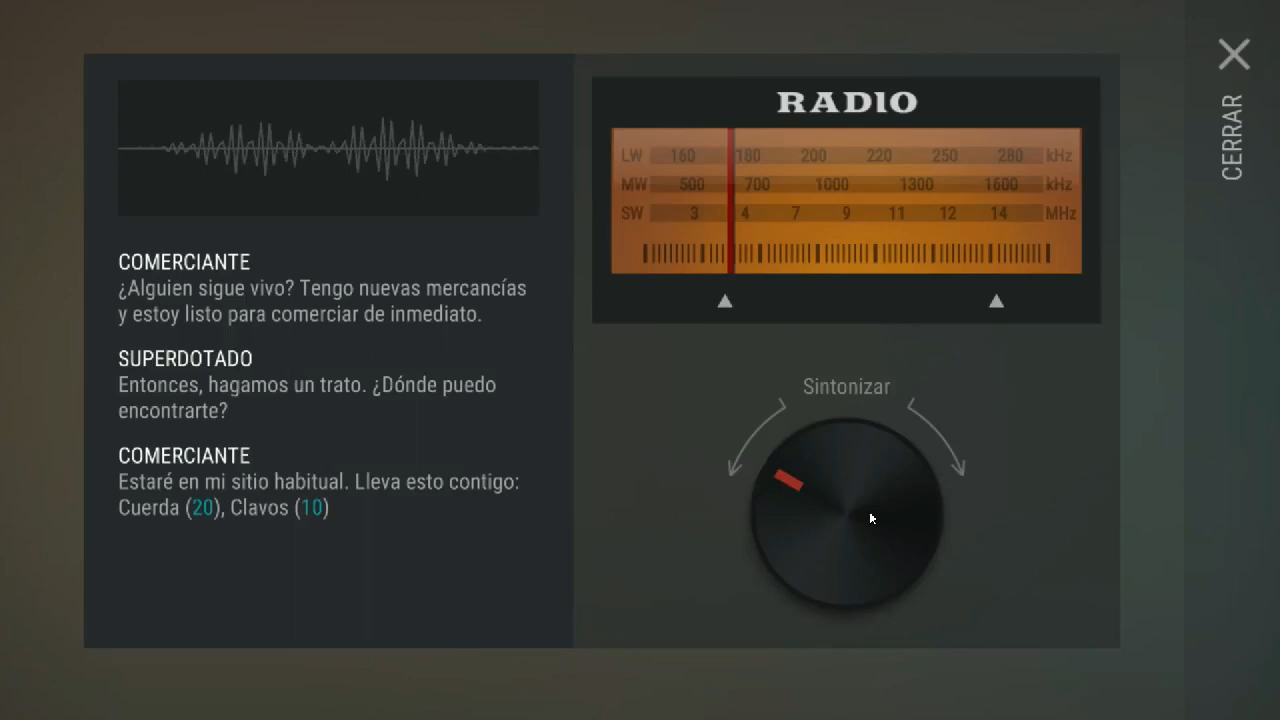 COMERCIANTE
¿Alguien sigue vivo? Tengo nuevas mercancías
y estoy listo para comerciar de inmediato.
SUPERDOTADO
Entonces, hagamos un trato. ¿Dónde puedo
encontrarte?
COMERCIANTE
Estaré en mi sitio habitual. Lleva esto contigo:
Cuerda (20), Clavos (10)
RADIO
LW 160 180 200 220 250 280 kHz
MW 500 700 1000 1300 1600 kHz
SW 3 4 7 9 11 12 14 MHz
Sintonizar
CERRAR